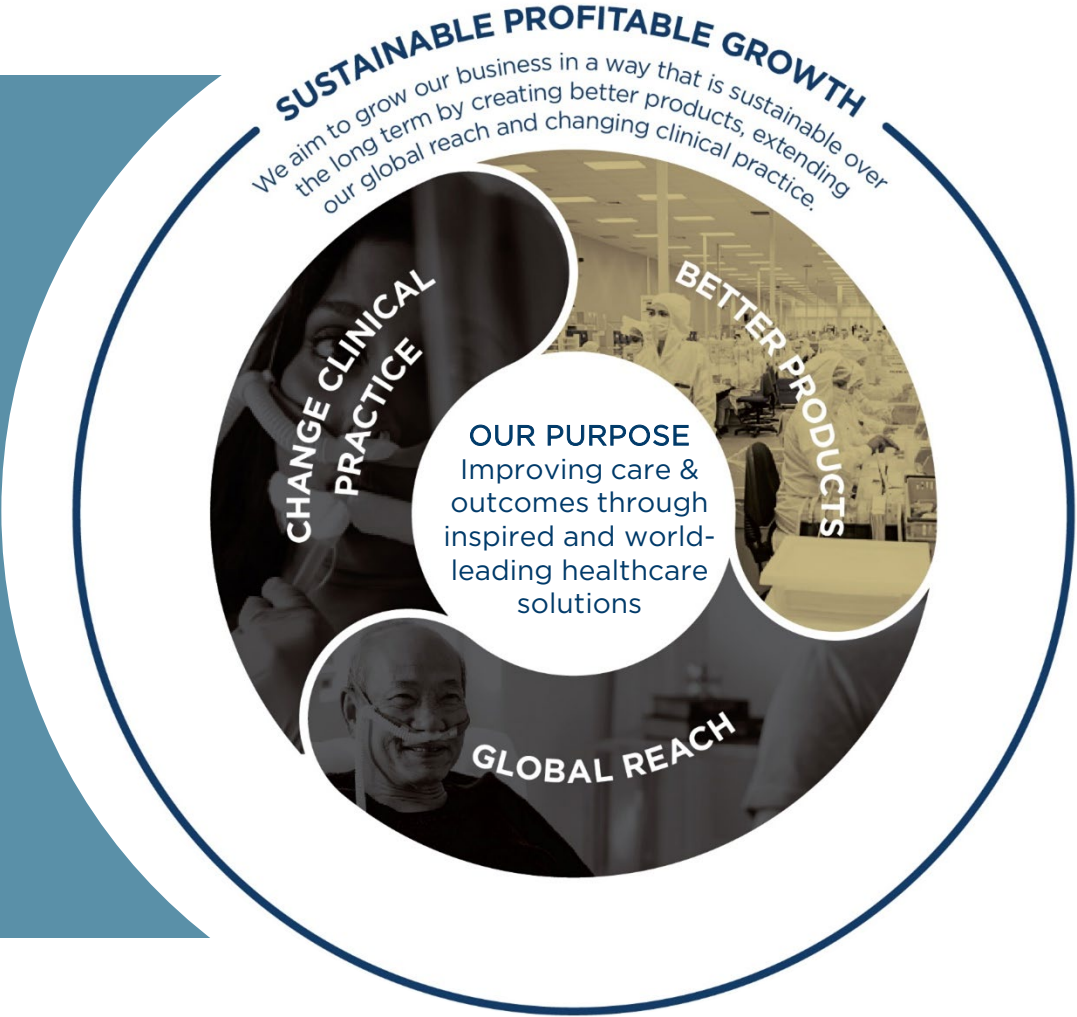 SUSTAINABLE PROFITABLE GROWTH
We aim to grow our business in a way that is sustainable over
the long term by creating better products, extending
our global reach and changing clinical practice.
CHANGE CLINICAL
PRACTICE
BETTER PRODUCTS
OUR PURPOSE
Improving care &
outcomes through
inspired and world-
leading healthcare
solutions
GLOBAL REACH